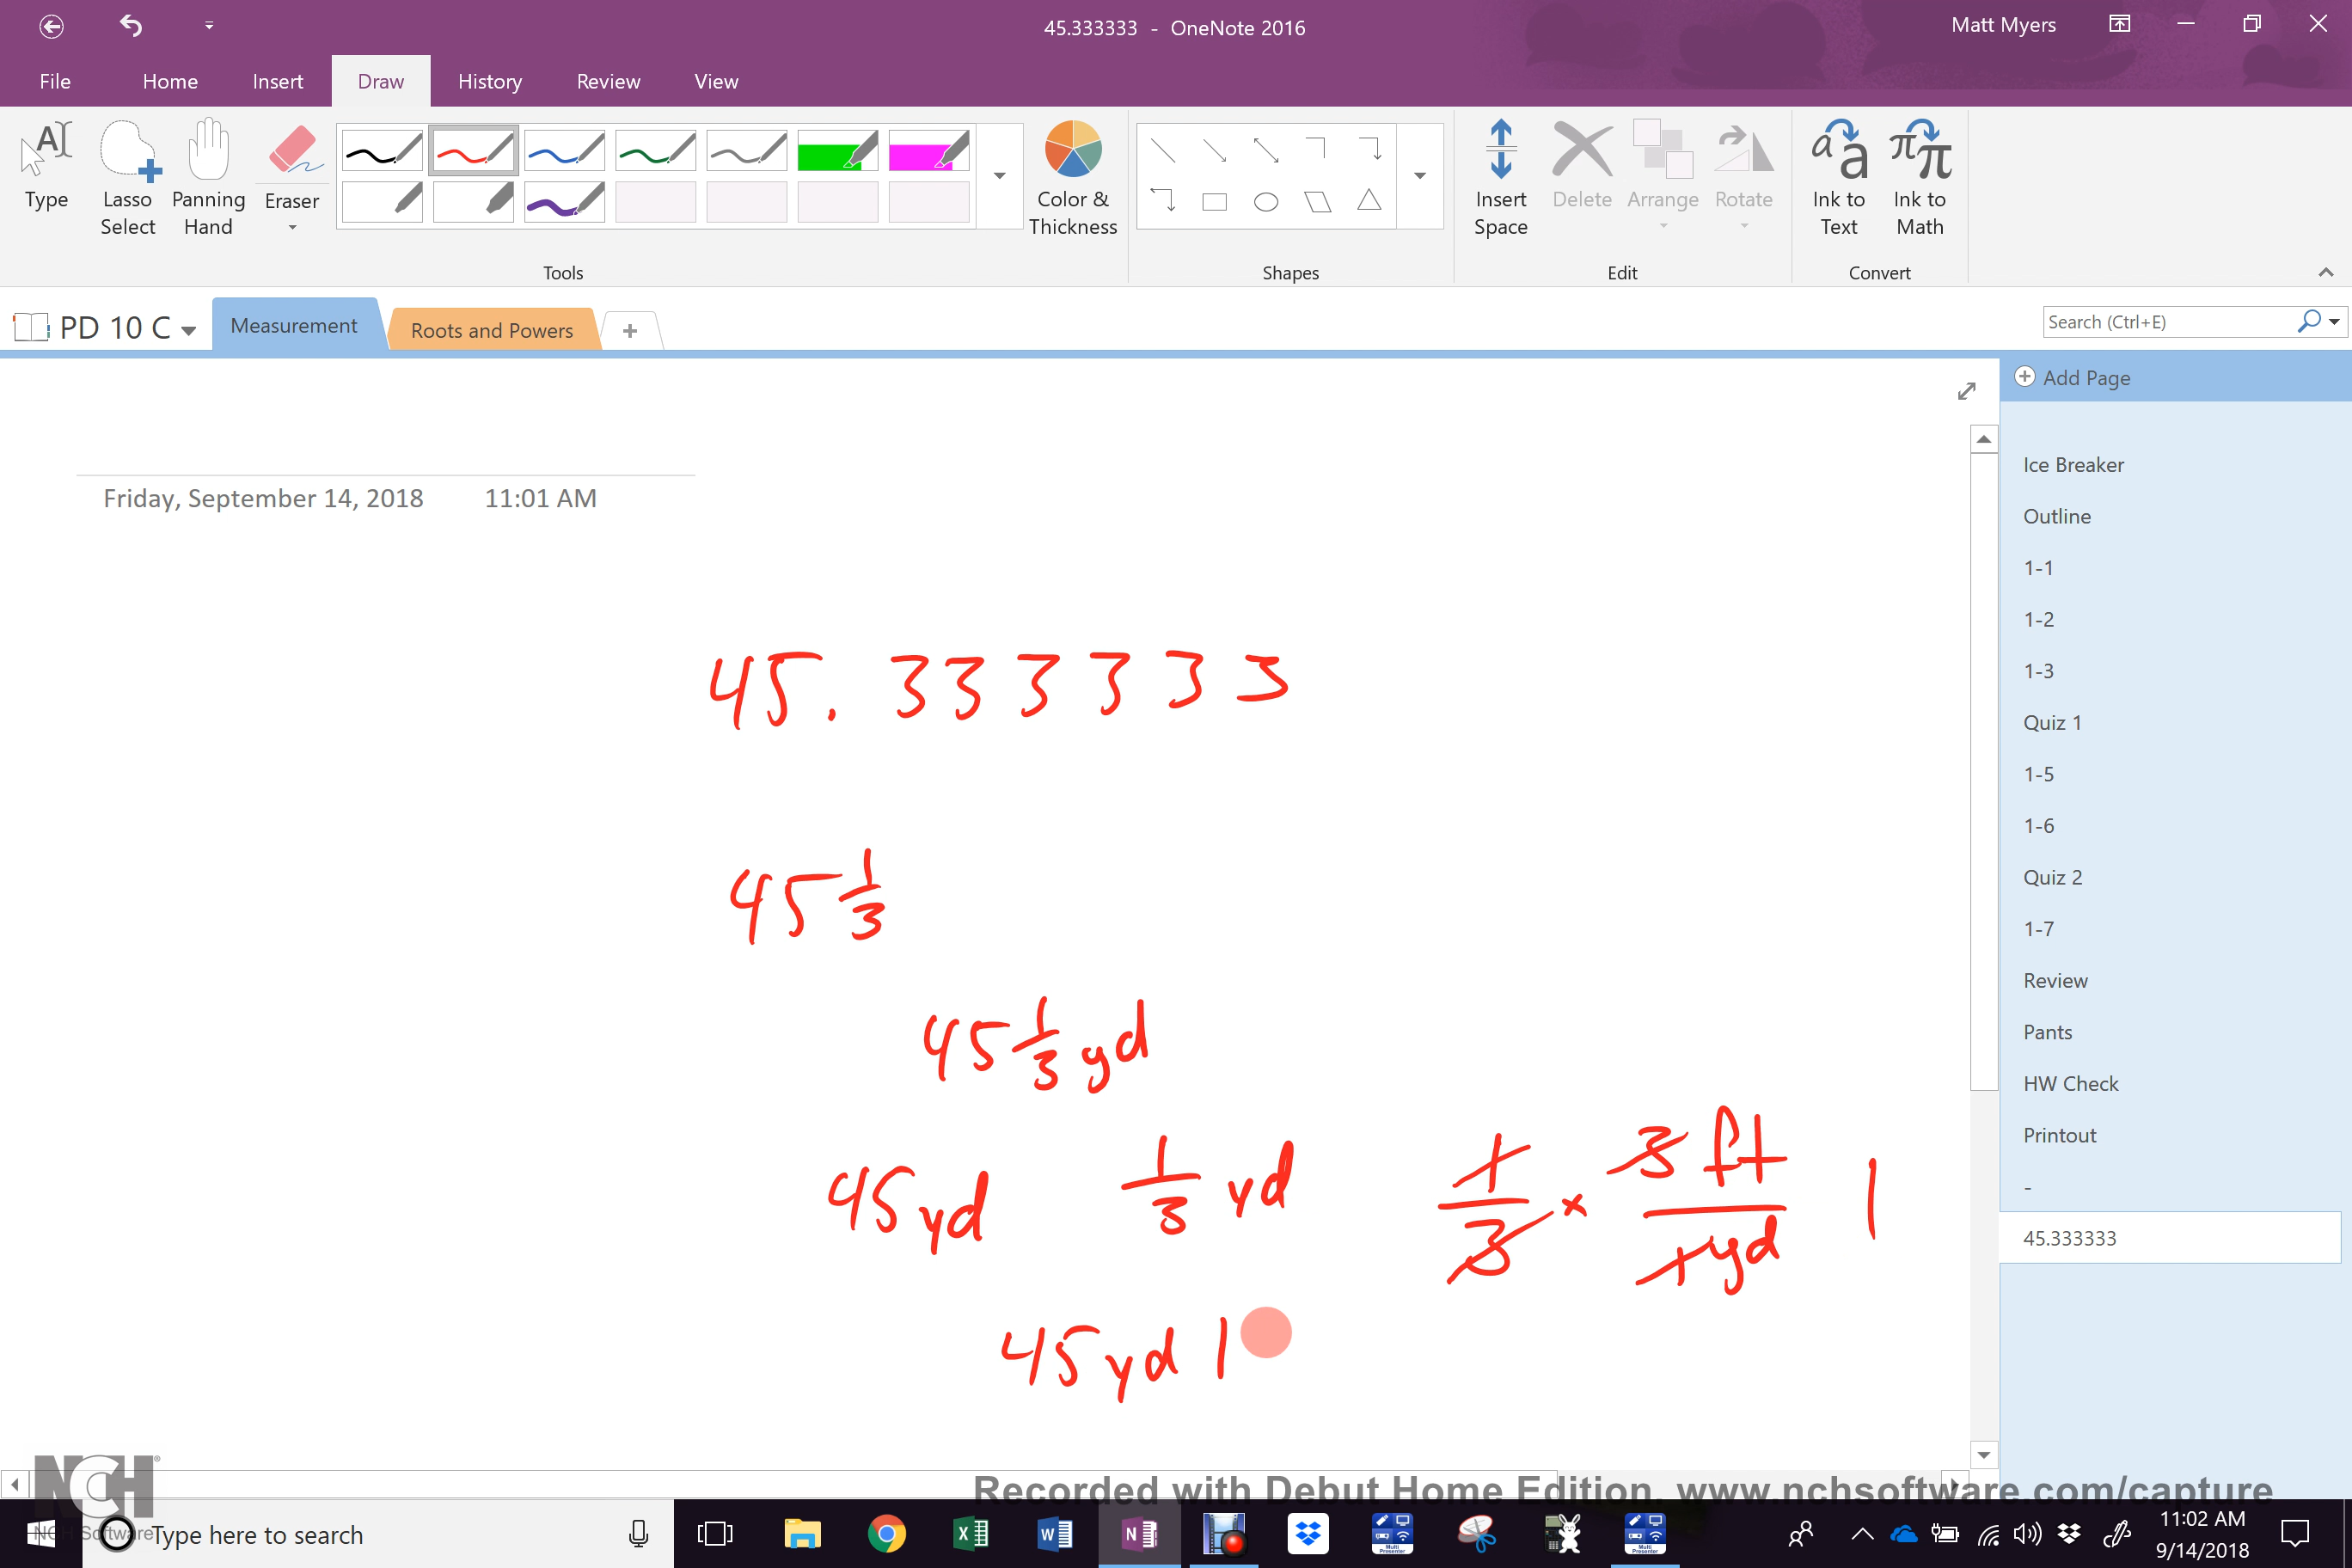 45.333333 - OneNote 2016
Matt Myers
File Home Insert Draw History Review View
Type
Lasso Select
Panning Hand
Eraser
Color & Thickness
Insert Space
Delete
Arrange
Rotate
Ink to Text
Ink to Math
Tools
Shapes
Edit
Convert
PD 10 C
Measurement
Roots and Powers
Search (Ctrl+E)
Add Page
Friday, September 14, 2018 11:01 AM
Ice Breaker
Outline
1-1
1-2
1-3
Quiz 1
1-5
1-6
Quiz 2
1-7
Review
Pants
HW Check
Printout
-
45.333333
45.333333
45 1/3
45 1/3 yd
45 yd 1/3 yd 1/3 x 3 ft/1 yd 1
45 yd 1
NCH
NCH Software
Recorded with Debut Home Edition. www.nchsoftware.com/capture
Type here to search
11:02 AM
9/14/2018